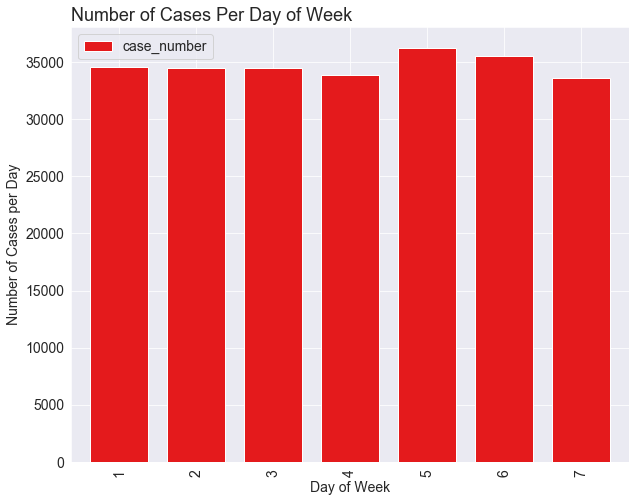 Number of Cases Per Day of Week
case_number
35000
30000
25000
20000
15000
10000
5000
0
Number of Cases per Day
1 2 3 4 5 6 7
Day of Week